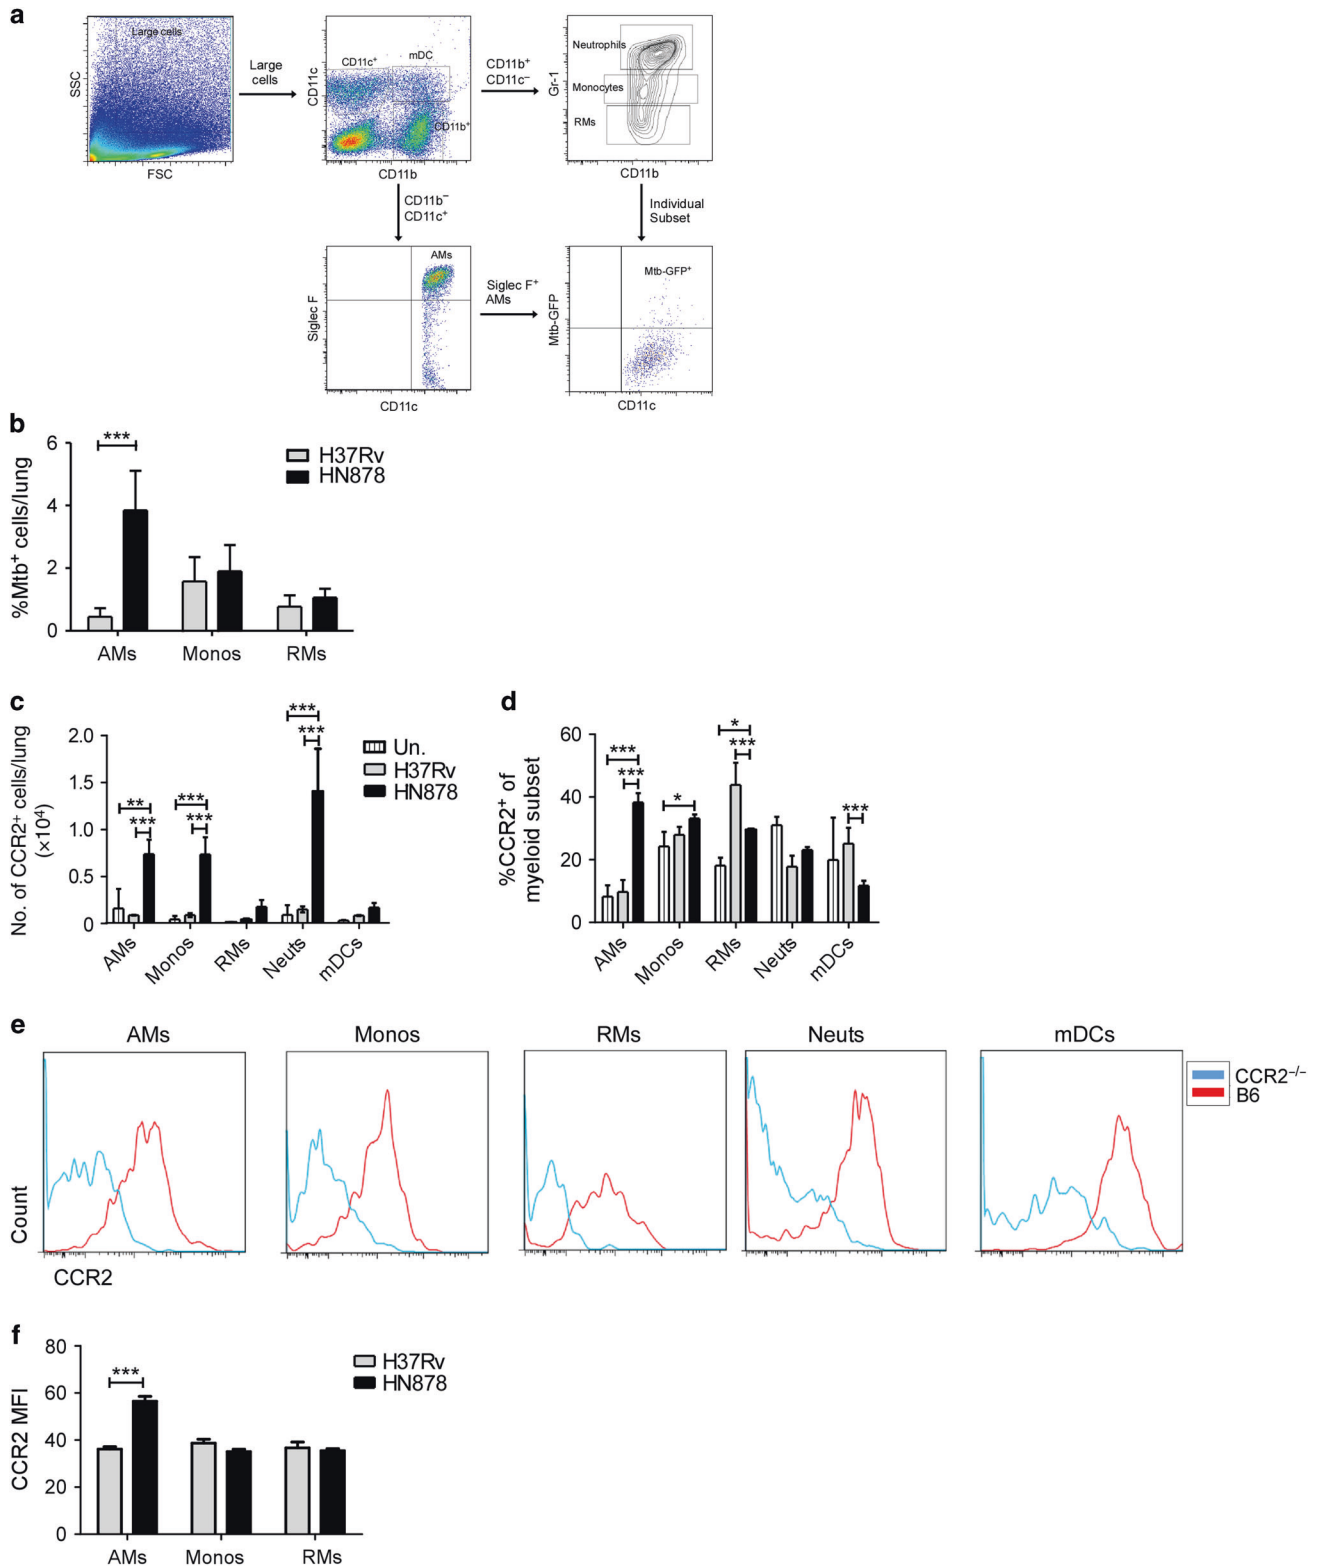 a
Large cells
SSC
FSC
Large
cells
CD11c⁺
mDC
CD11b⁺
CD11c
CD11b
CD11b⁺
CD11c⁻
Neutrophils
Monocytes
RMs
Gr-1
CD11b
CD11b⁻
CD11c⁺
Individual
Subset
AMs
Siglec F
CD11c
Siglec F⁺
AMs
Mtb-GFP⁺
Mtb-GFP
CD11c
b
%Mtb⁺ cells/lung
6
4
2
0
***
H37Rv
HN878
AMs Monos RMs
c
No. of CCR2⁺ cells/lung
(×10⁴)
2.0
1.5
1.0
0.5
0
**
***
***
***
***
***
Un.
H37Rv
HN878
AMs Monos RMs Neuts mDCs
d
%CCR2⁺ of
myeloid subset
60
40
20
0
***
***
*
*
***
***
AMs Monos RMs Neuts mDCs
e
AMs Monos RMs Neuts mDCs
Count
CCR2
CCR2⁻/⁻
B6
f
CCR2 MFI
80
60
40
20
0
***
H37Rv
HN878
AMs Monos RMs